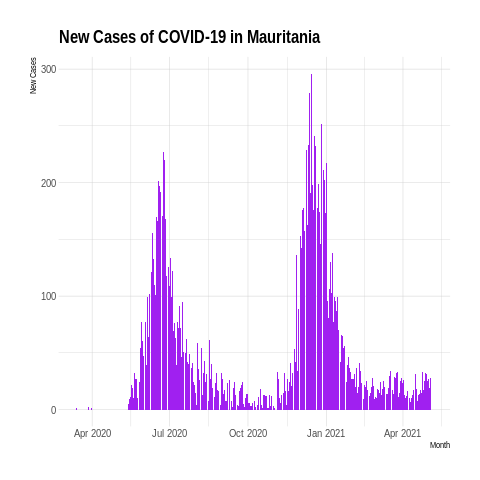 New Cases of COVID-19 in Mauritania
New Cases
300
200
100
0
Apr 2020 Jul 2020 Oct 2020 Jan 2021 Apr 2021
Month